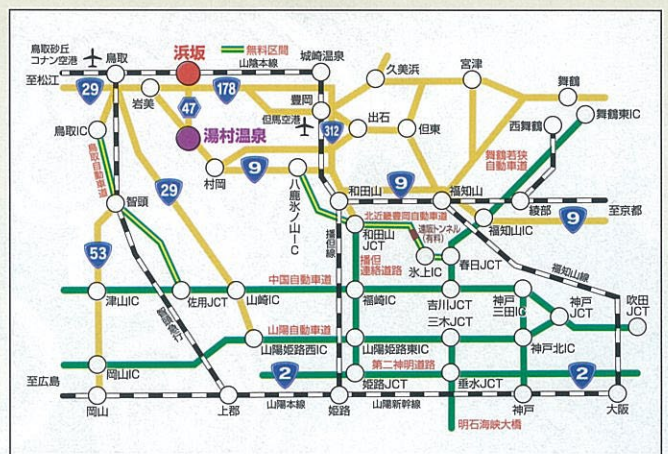 鳥取砂丘
コナン空港
鳥取
浜坂
無料区間
山陰本線
城崎温泉
久美浜
宮津
舞鶴
至松江
29
岩美
47
178
豊岡
但馬空港
312
出石
但東
西舞鶴
舞鶴東IC
鳥取IC
湯村温泉
舞鶴若狭
自動車道
鳥取自動車道
村岡
9
八鹿氷ノ山IC
和田山
9
福知山
綾部
至京都
智頭
29
北近畿豊岡自動車道
福知山IC
9
53
播但線
和田山
JCT
遠阪トンネル
(有料)
氷上IC
春日JCT
播但
連絡道路
福知山線
中国自動車道
津山IC
佐用JCT
山崎IC
福崎IC
吉川JCT
神戸
三田IC
神戸
JCT
吹田
JCT
智頭急行
三木JCT
山陽自動車道
山陽姫路西IC
山陽姫路東IC
神戸北IC
岡山IC
第二神明道路
至広島
2
姫路JCT
垂水JCT
2
岡山
上郡
山陽本線
姫路
山陽新幹線
神戸
大阪
明石海峡大橋